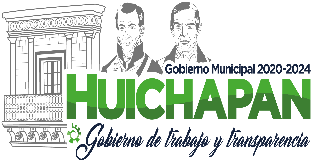 Gobierno Municipal 2020-2024
HUICHAPAN
Gobierno de trabajo y transparencia